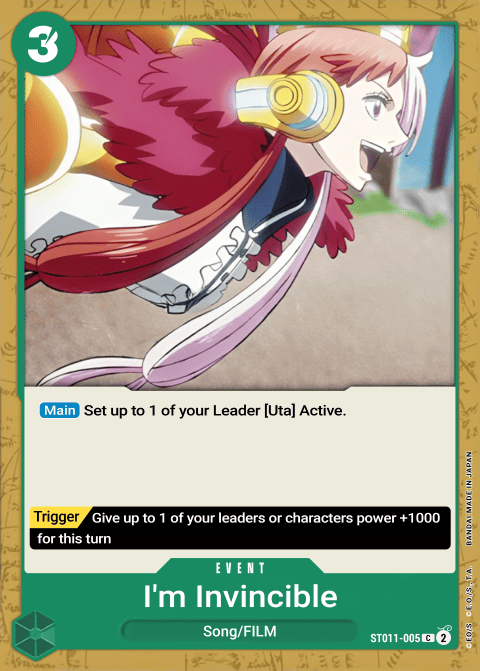 3
Main Set up to 1 of your Leader [Uta] Active.
Trigger Give up to 1 of your leaders or characters power +1000
for this turn
EVENT
I'm Invincible
Song/FILM
ST011-005 C 2
BANDAI MADE IN JAPAN